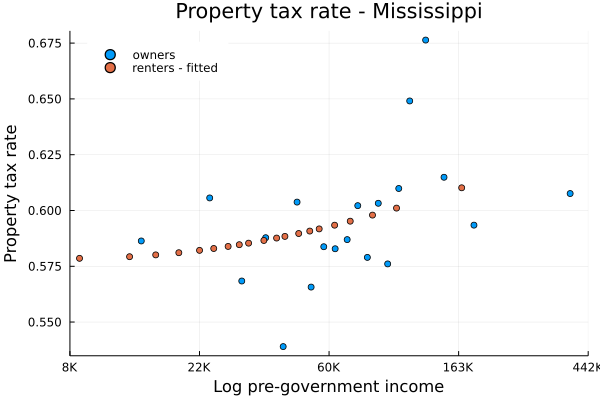 Property tax rate - Mississippi
owners
renters - fitted
Property tax rate
0.675
0.650
0.625
0.600
0.575
0.550
8K 22K 60K 163K 442K
Log pre-government income